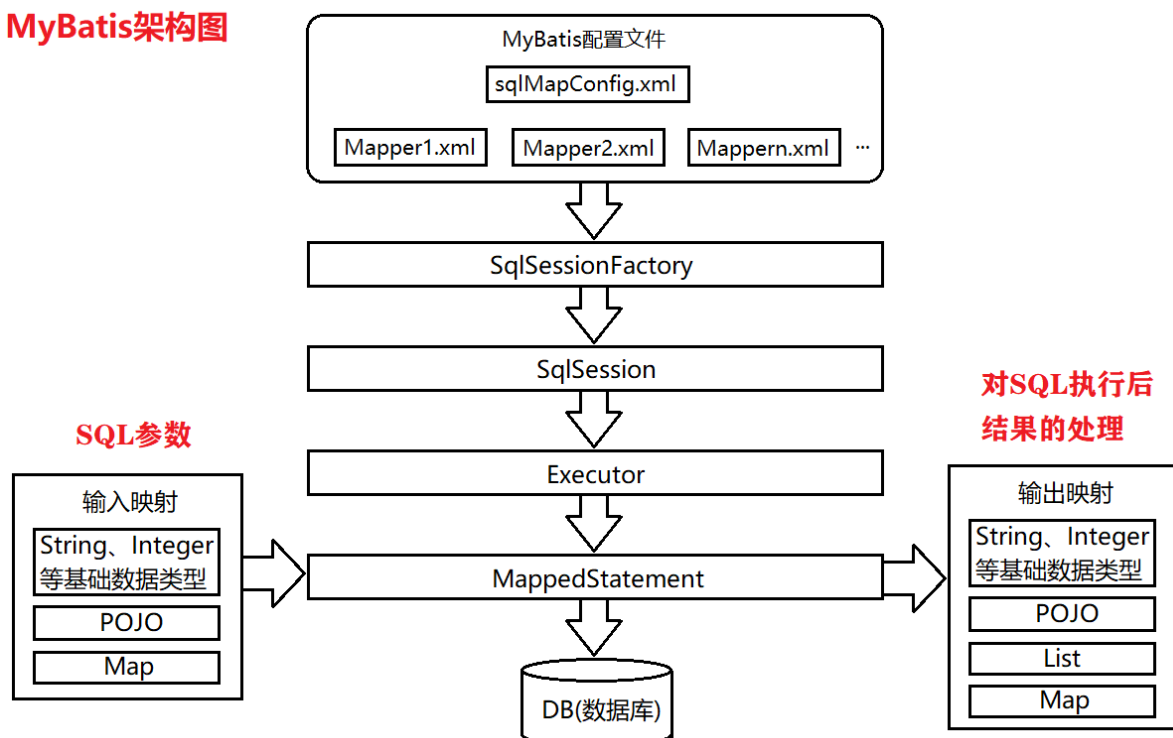 MyBatis架构图
MyBatis配置文件
sqlMapConfig.xml
Mapper1.xml
Mapper2.xml
Mappern.xml
...
SqlSessionFactory
SqlSession
Executor
MappedStatement
DB(数据库)
SQL参数
输入映射
String、Integer
等基础数据类型
POJO
Map
对SQL执行后
结果的处理
输出映射
String、Integer
等基础数据类型
POJO
List
Map